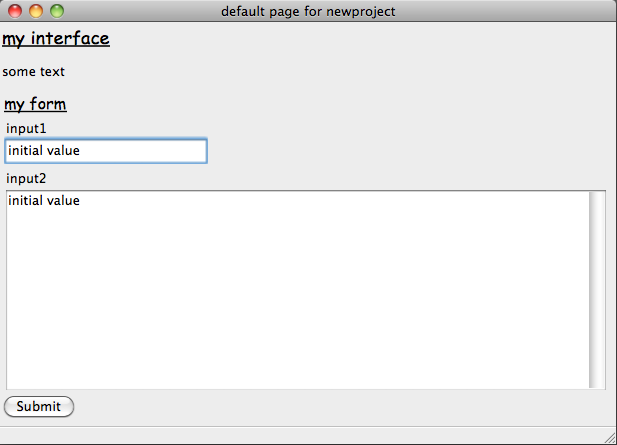 default page for newproject
my interface
some text
my form
input1
initial value
input2
initial value
Submit